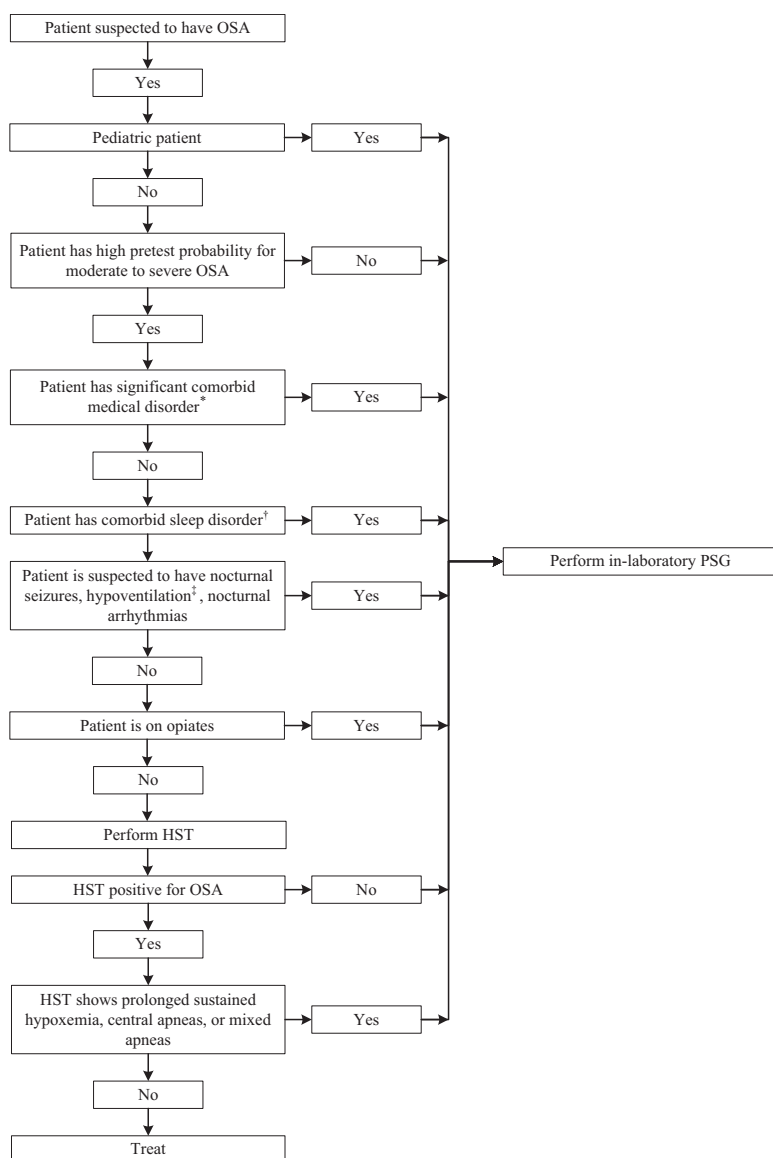 Patient suspected to have OSA
Yes
Pediatric patient
Yes
No
Patient has high pretest probability for
moderate to severe OSA
No
Yes
Patient has significant comorbid
medical disorder*
Yes
No
Patient has comorbid sleep disorder†
Yes
Patient is suspected to have nocturnal
seizures, hypoventilation‡, nocturnal
arrhythmias
Yes
No
Patient is on opiates
Yes
No
Perform HST
HST positive for OSA
No
Yes
HST shows prolonged sustained
hypoxemia, central apneas, or mixed
apneas
Yes
No
Treat
Perform in-laboratory PSG